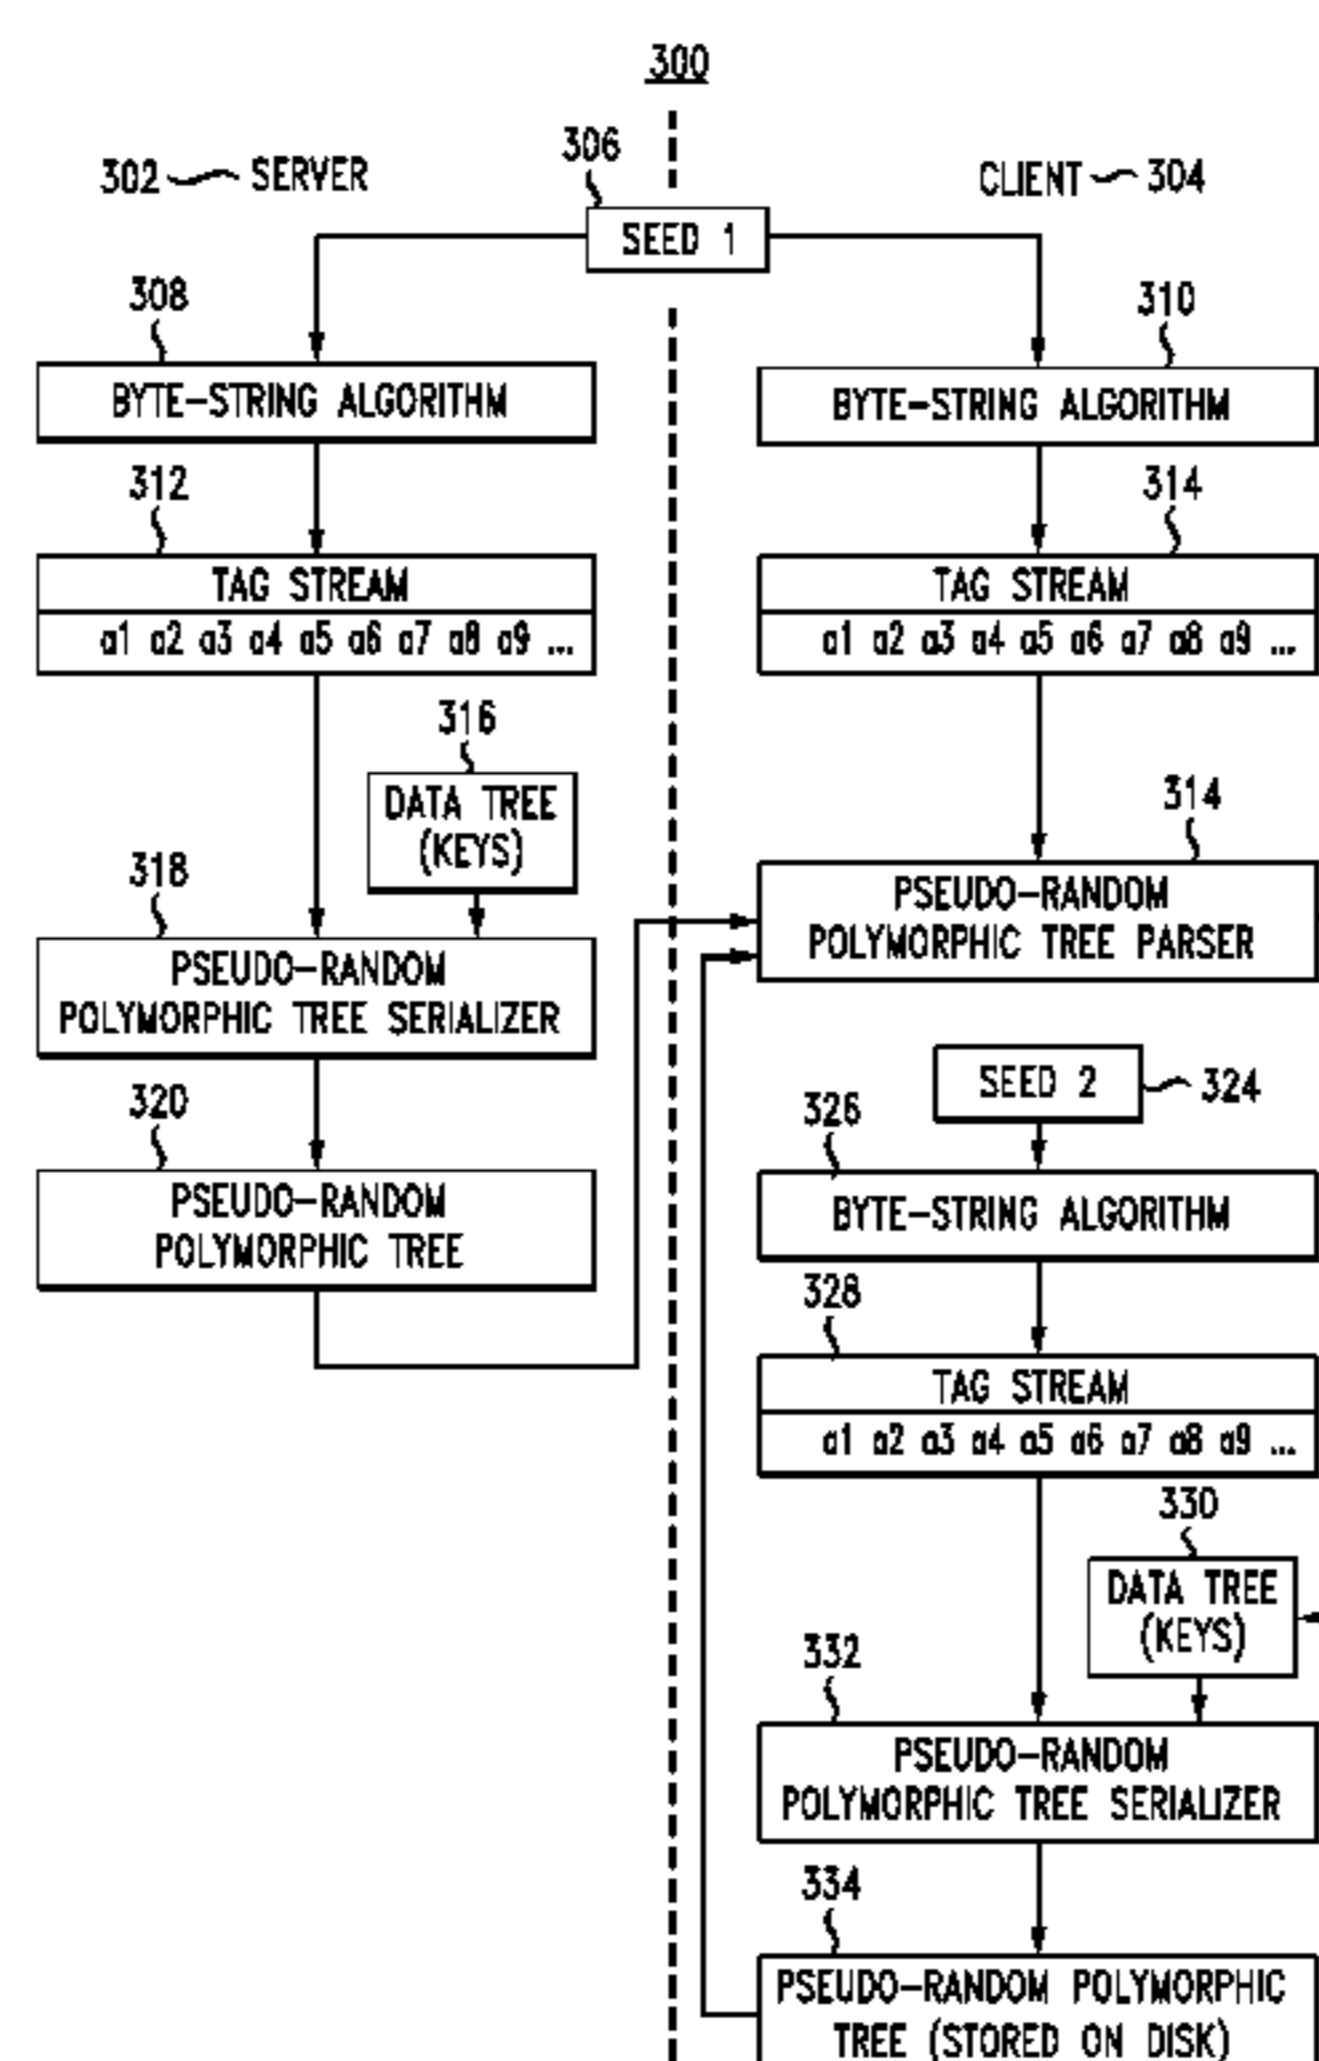 300
302 SERVER
306
SEED 1
CLIENT 304
308
BYTE-STRING ALGORITHM
310
BYTE-STRING ALGORITHM
312
TAG STREAM
a1 a2 a3 a4 a5 a6 a7 a8 a9 ...
314
TAG STREAM
a1 a2 a3 a4 a5 a6 a7 a8 a9 ...
316
DATA TREE
(KEYS)
318
PSEUDO-RANDOM
POLYMORPHIC TREE SERIALIZER
320
PSEUDO-RANDOM
POLYMORPHIC TREE
314
PSEUDO-RANDOM
POLYMORPHIC TREE PARSER
SEED 2 324
326
BYTE-STRING ALGORITHM
328
TAG STREAM
a1 a2 a3 a4 a5 a6 a7 a8 a9 ...
330
DATA TREE
(KEYS)
332
PSEUDO-RANDOM
POLYMORPHIC TREE SERIALIZER
334
PSEUDO-RANDOM POLYMORPHIC
TREE (STORED ON DISK)